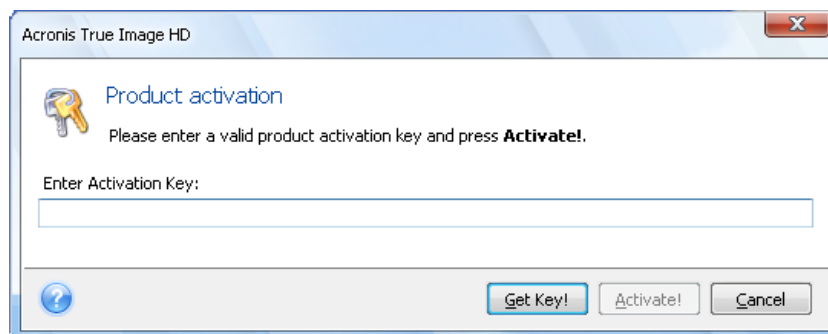 Acronis True Image HD
Product activation
Please enter a valid product activation key and press Activate!.
Enter Activation Key:
Get Key! Activate! Cancel